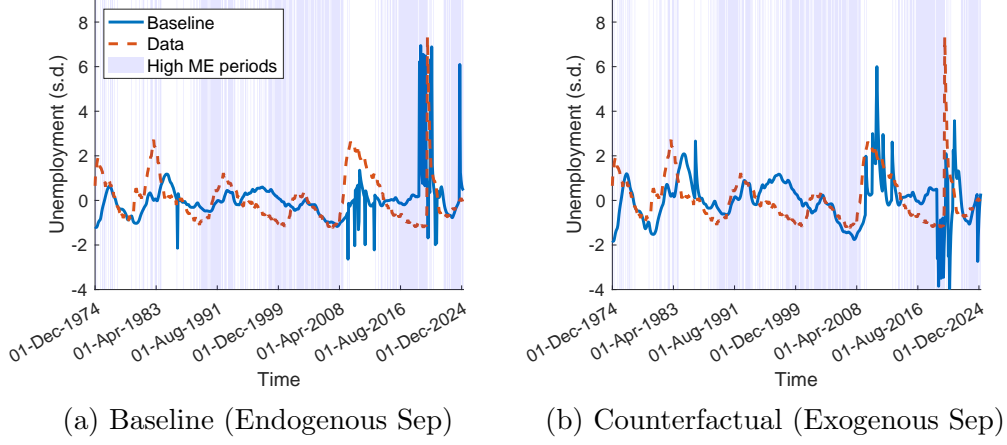 8
6
4
2
0
-2
-4
Unemployment (s.d.)
Baseline
Data
High ME periods
01-Dec-1974
01-Apr-1983
01-Aug-1991
01-Dec-1999
01-Apr-2008
01-Aug-2016
01-Dec-2024
Time
(a) Baseline (Endogenous Sep)
8
6
4
2
0
-2
-4
Unemployment (s.d.)
01-Dec-1974
01-Apr-1983
01-Aug-1991
01-Dec-1999
01-Apr-2008
01-Aug-2016
01-Dec-2024
Time
(b) Counterfactual (Exogenous Sep)